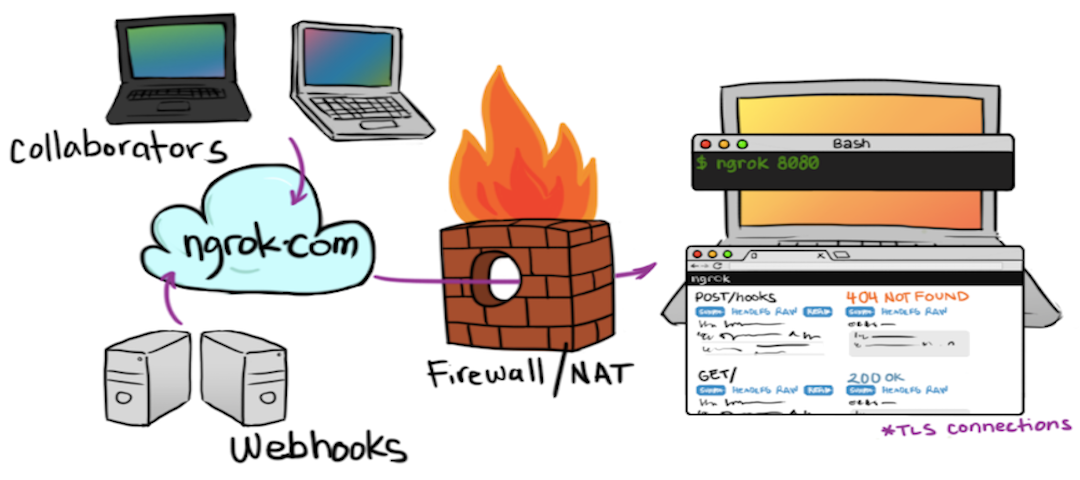 Collaborators
ngrok.com
Webhooks
Firewall/NAT
Bash
$ ngrok 8080
ngrok
POST/hooks
404 NOT FOUND
HEADERS RAW
HEADERS RAW
GET/
200 OK
HEADERS RAW
HEADERS RAW
*TLS connections